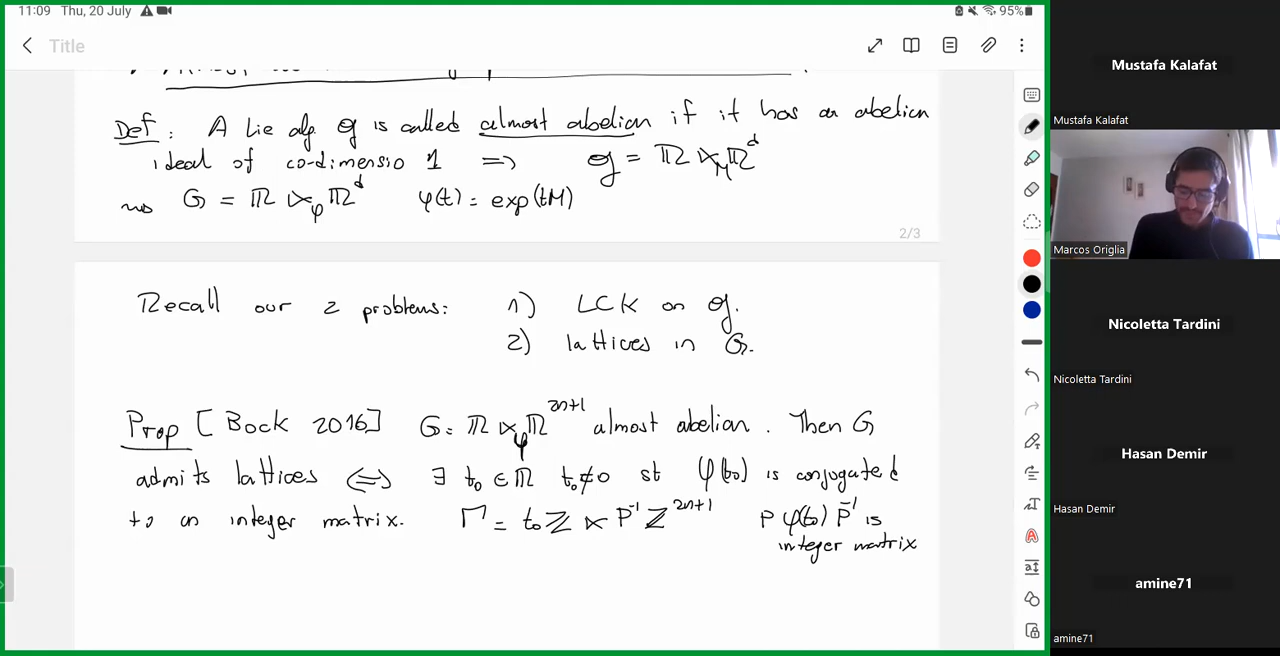 11:09 Thu, 20 July
95%
Title
Def: A Lie alg. 𝔤 is called almost abelian if it has an abelian
ideal of co-dimensio 1 ⟹ 𝔤 = ℝ ⋉_M ℝ^d
G = ℝ ⋉_φ ℝ^d φ(t) = exp(tM)
2/3
Recall our 2 problems: 1) LCK on 𝔤.
2) lattices in G.
Prop [Bock 2016] G = ℝ ⋉_φ ℝ^{2n+1} almost abelian. Then G
admits lattices ⟺ ∃ t₀ ∈ ℝ t₀ ≠ 0 st φ(t₀) is conjugated
to an integer matrix. Γ = t₀ℤ ⋉ P^{-1} ℤ^{2n+1} P φ(t₀) P^{-1} is
integer matrix
Mustafa Kalafat
Mustafa Kalafat
Marcos Origlia
Nicoletta Tardini
Nicoletta Tardini
Hasan Demir
Hasan Demir
amine71
amine71